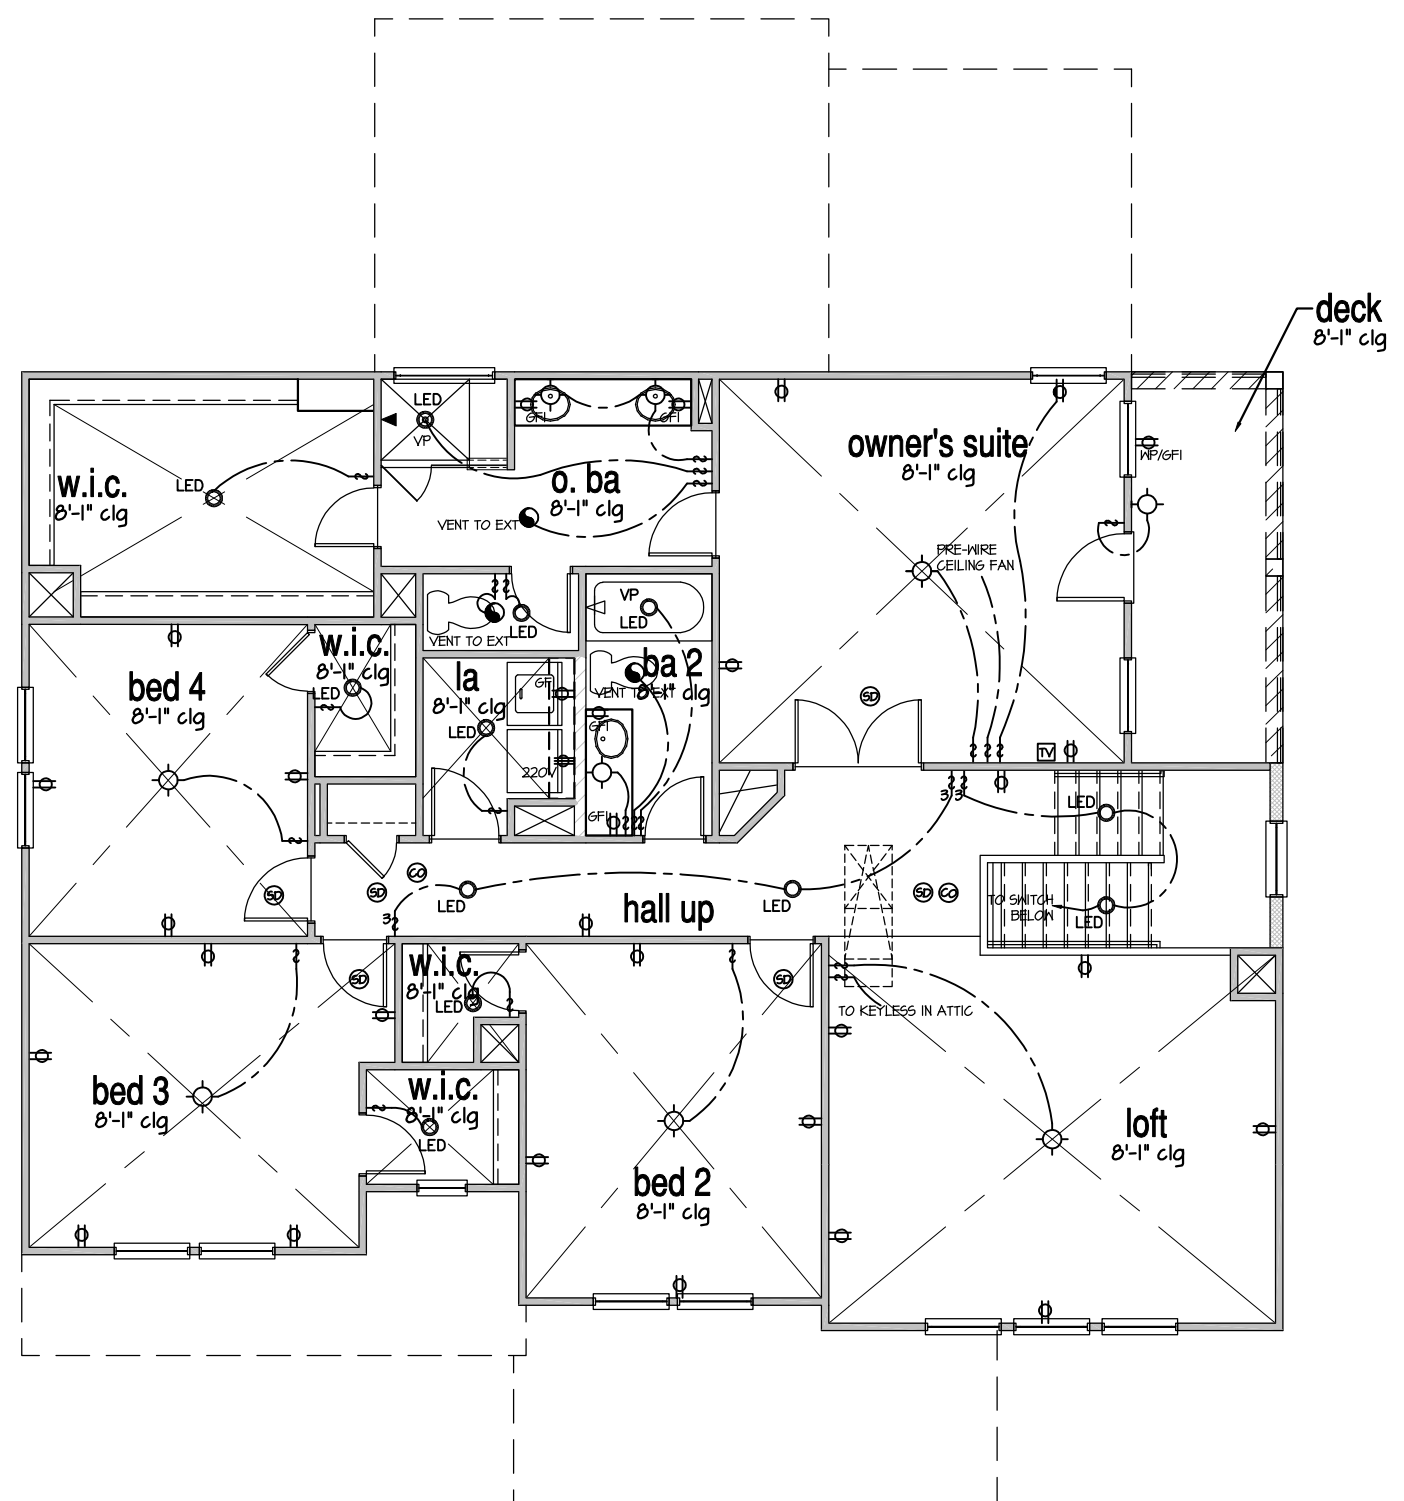 deck
8'-1" clg
LED
VP
GFI
GFI
owner's suite
8'-1" clg
WP/GFI
w.i.c.
8'-1" clg
LED
o. ba
8'-1" clg
VENT TO EXT
PRE-WIRE
CEILING FAN
VP
LED
LED
VENT TO EXT
w.i.c.
8'-1" clg
LED
bed 4
8'-1" clg
la
8'-1" clg
GFI
LED
220V
ba 2
8'-1" clg
VENT TO EXT
GFI
GFI
SD
TV
3
3
LED
SD
SD
CO
LED
3
hall up
LED
SD
CO
TO SWITCH
BELOW
LED
SD
w.i.c.
8'-1" clg
LED
SD
TO KEYLESS IN ATTIC
bed 3
8'-1" clg
w.i.c.
8'-1" clg
LED
bed 2
8'-1" clg
loft
8'-1" clg